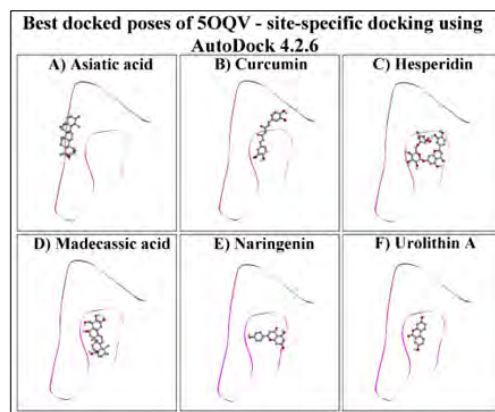 Best docked poses of 5OQV - site-specific docking using
AutoDock 4.2.6
A) Asiatic acid
B) Curcumin
C) Hesperidin
D) Madecassic acid
E) Naringenin
F) Urolithin A